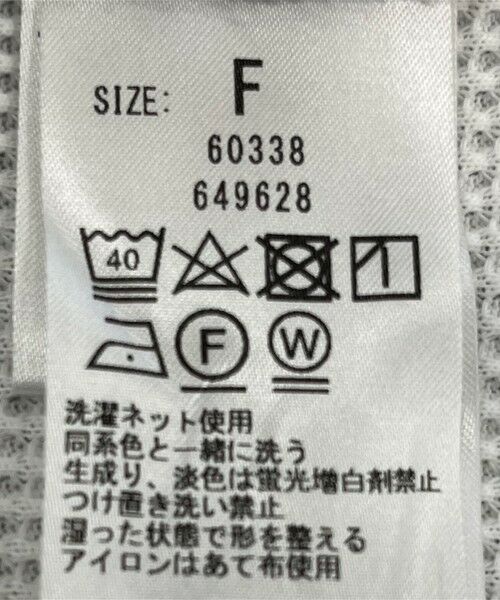 SIZE: F
60338
649628
40
F W
洗濯ネット使用
同系色と一緒に洗う
生成り、淡色は蛍光増白剤禁止
つけ置き洗い禁止
湿った状態で形を整える
アイロンはあて布使用